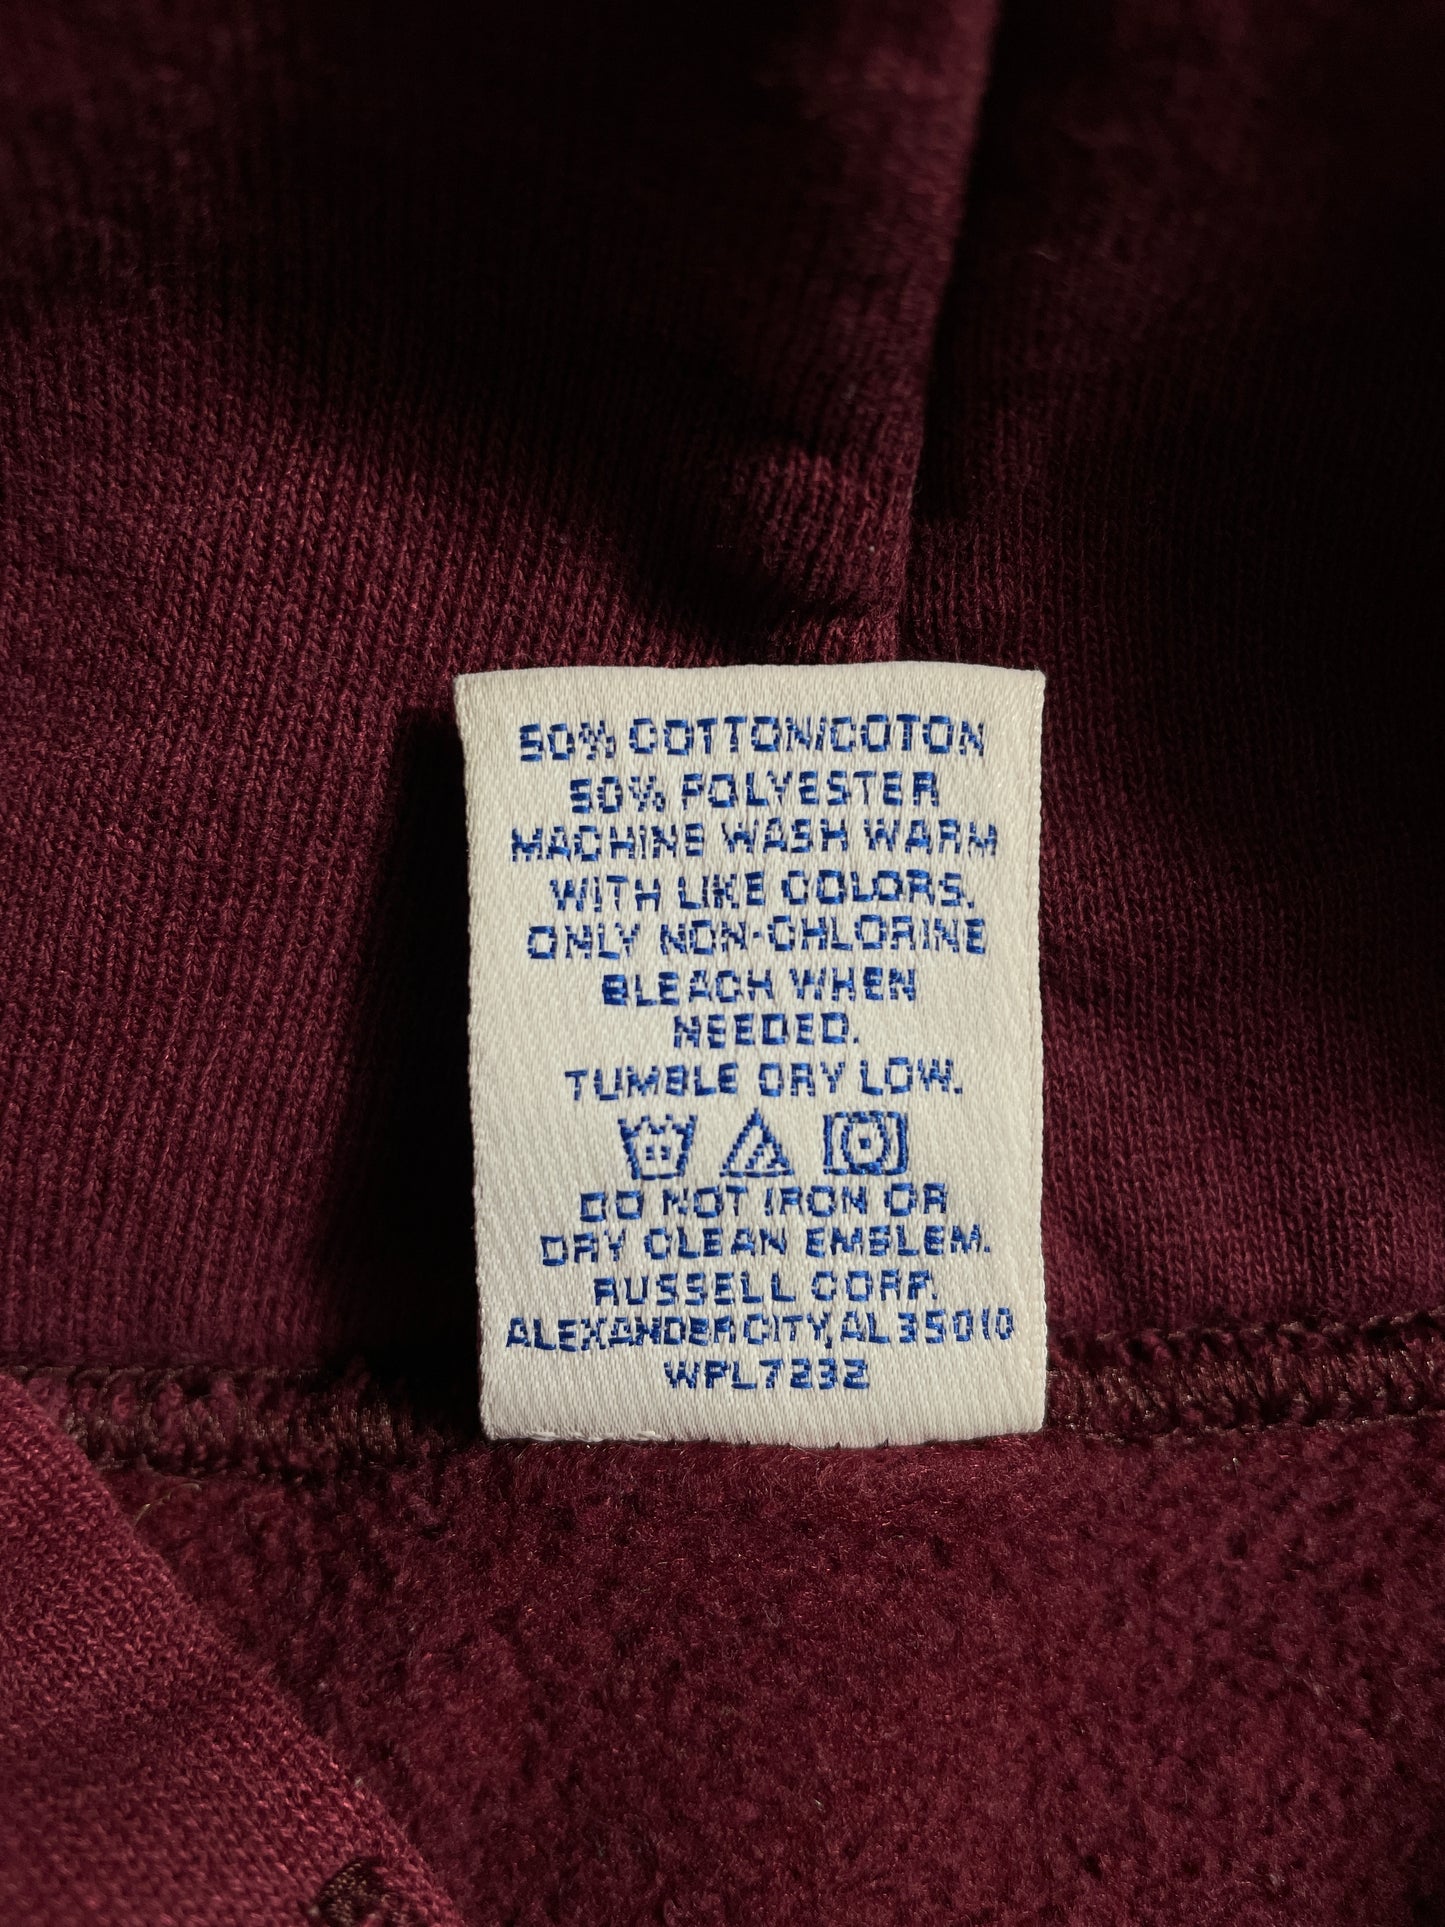 50% COTTON/COTON
50% POLYESTER
MACHINE WASH WARM
WITH LIKE COLORS.
ONLY NON-CHLORINE
BLEACH WHEN
NEEDED.
TUMBLE DRY LOW.
DO NOT IRON OR
DRY CLEAN EMBLEM.
RUSSELL CORP.
ALEXANDER CITY, AL 35010
WPL7232